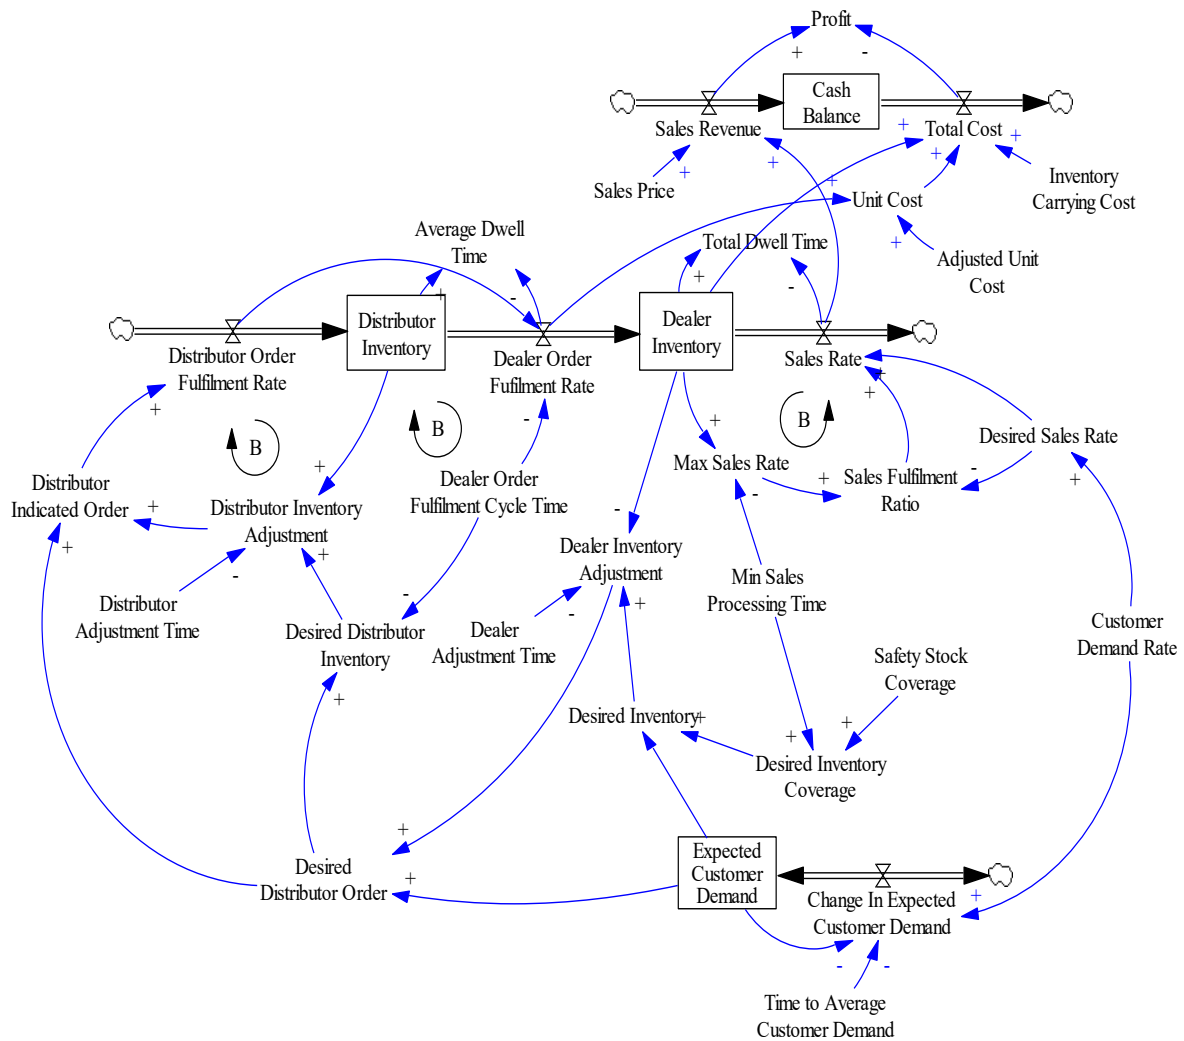 Profit
+
-
Cash
Balance
Sales Revenue
+
Total Cost
+
+
+
+
Sales Price
+
+
Unit Cost
Inventory
Carrying Cost
Average Dwell
Time
Total Dwell Time
+
Adjusted Unit
Cost
+
-
+
-
Distributor
Inventory
Dealer
Inventory
Distributor Order
Fulfilment Rate
Dealer Order
Fufilment Rate
Sales Rate
+
+
+
-
B
B
B
+
Desired Sales Rate
Max Sales Rate
-
+
+
-
+
Sales Fulfilment
Ratio
Distributor
Indicated Order
+
+
Dealer Order
Fulfilment Cycle Time
Distributor Inventory
Adjustment
+
-
-
Dealer Inventory
Adjustment
Min Sales
Processing Time
Distributor
Adjustment Time
-
-
+
Desired Distributor
Inventory
Dealer
Adjustment Time
Customer
Demand Rate
Safety Stock
Coverage
+
Desired Inventory
+
+
+
Desired Inventory
Coverage
+
Desired
Distributor Order
+
Expected
Customer
Demand
Change In Expected
Customer Demand
+
-
-
Time to Average
Customer Demand